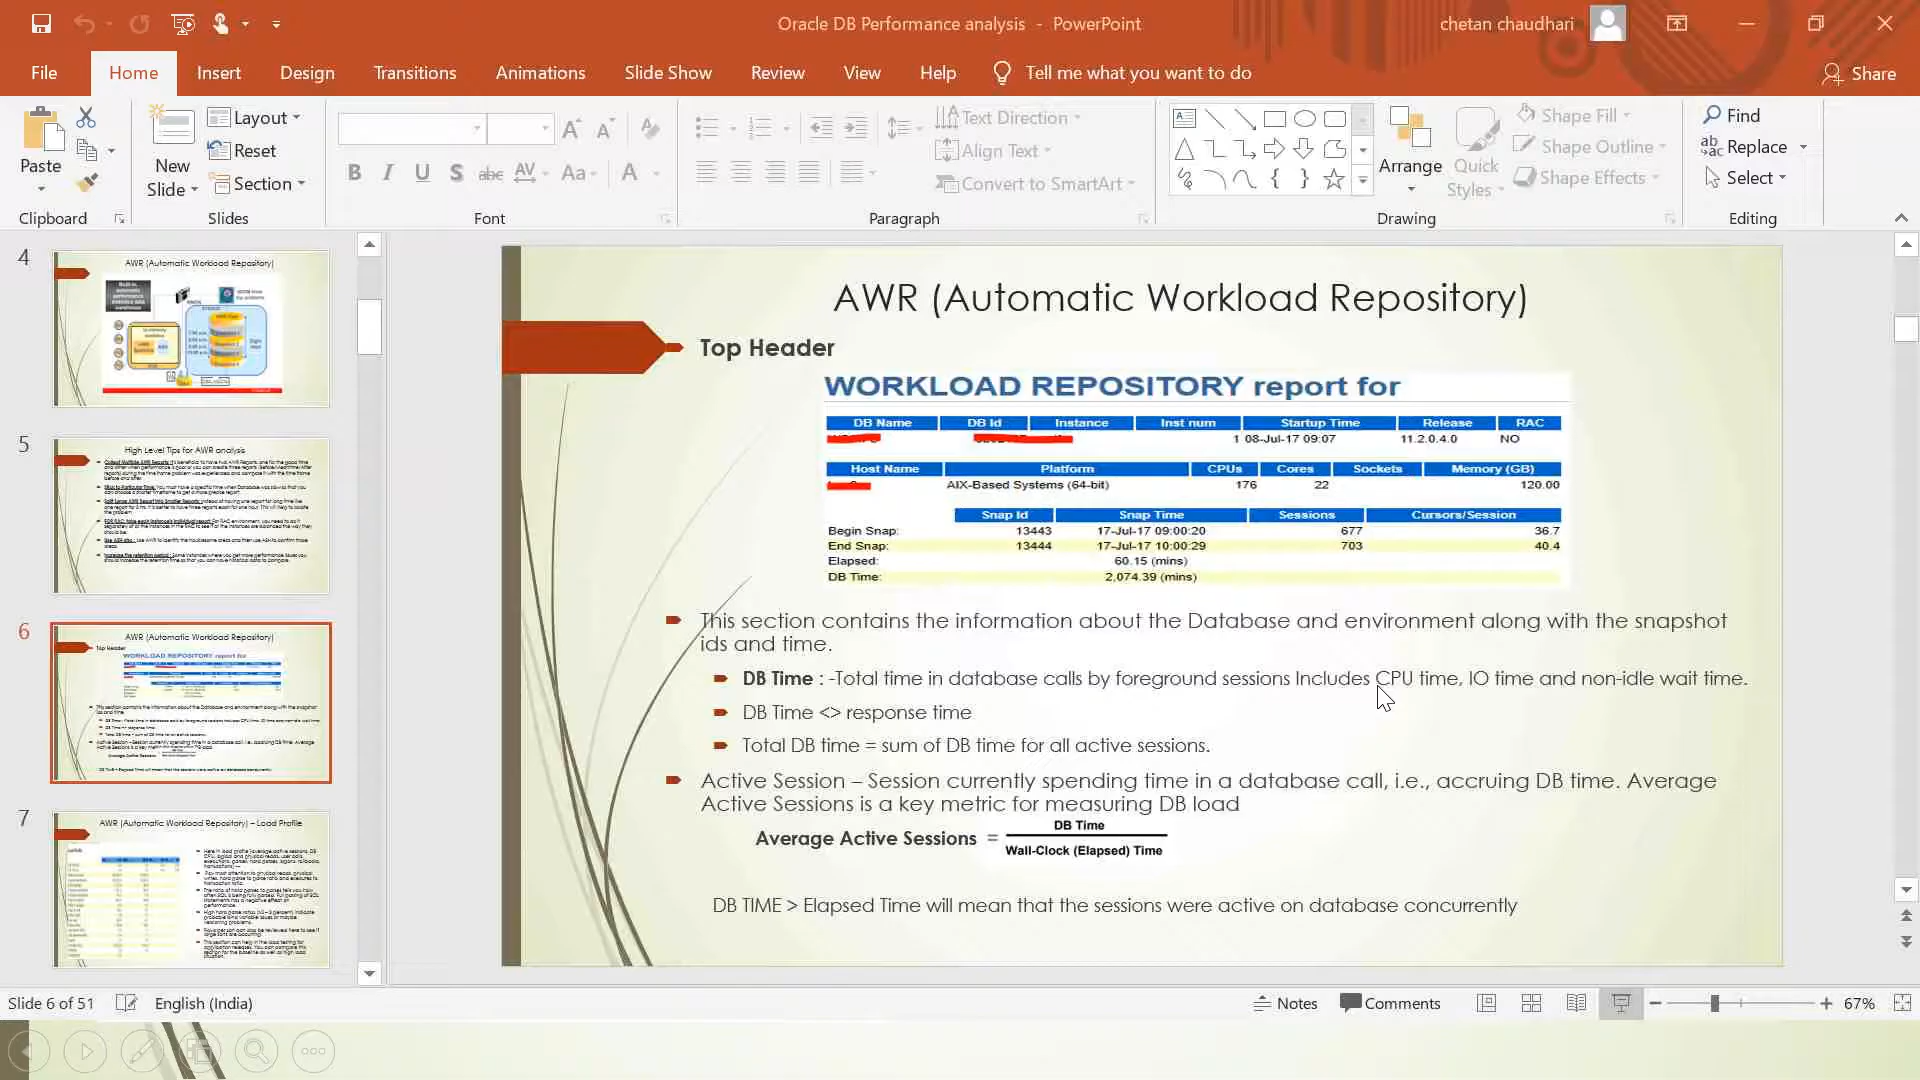 Oracle DB Performance analysis - PowerPoint
chetan chaudhari
File Home Insert Design Transitions Animations Slide Show Review View Help Tell me what you want to do Share
Paste
Clipboard
New Slide
Layout
Reset
Section
Slides
B I U S abc AV Aa A
Font
Text Direction
Align Text
Convert to SmartArt
Paragraph
Arrange
Quick Styles
Shape Fill
Shape Outline
Shape Effects
Drawing
Find
Replace
Select
Editing
4
AWR (Automatic Workload Repository)
5
High Level Tips for AWR analysis
6
AWR (Automatic Workload Repository)
Top Header
WORKLOAD REPOSITORY report for
7
AWR (Automatic Workload Repository) – Load Profile
AWR (Automatic Workload Repository)
Top Header
WORKLOAD REPOSITORY report for
DB Name DB Id Instance Inst num Startup Time Release RAC
1 08-Jul-17 09:07 11.2.0.4.0 NO
Host Name Platform CPUs Cores Sockets Memory (GB)
AIX-Based Systems (64-bit) 176 22 120.00
Snap Id Snap Time Sessions Cursors/Session
Begin Snap: 13443 17-Jul-17 09:00:20 677 36.7
End Snap: 13444 17-Jul-17 10:00:29 703 40.4
Elapsed: 60.15 (mins)
DB Time: 2,074.39 (mins)
This section contains the information about the Database and environment along with the snapshot
ids and time.
DB Time : -Total time in database calls by foreground sessions Includes CPU time, IO time and non-idle wait time.
DB Time <> response time
Total DB time = sum of DB time for all active sessions.
Active Session – Session currently spending time in a database call, i.e., accruing DB time. Average
Active Sessions is a key metric for measuring DB load
Average Active Sessions = DB Time
Wall-Clock (Elapsed) Time
DB TIME > Elapsed Time will mean that the sessions were active on database concurrently
Slide 6 of 51 English (India) Notes Comments 67%